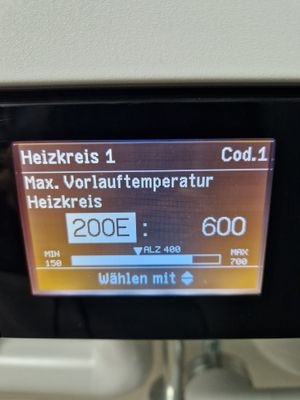 Heizkreis 1 Cod.1
Max. Vorlauftemperatur
Heizkreis
200E : 600
ALZ 400
MIN MAX
150 700
Wählen mit